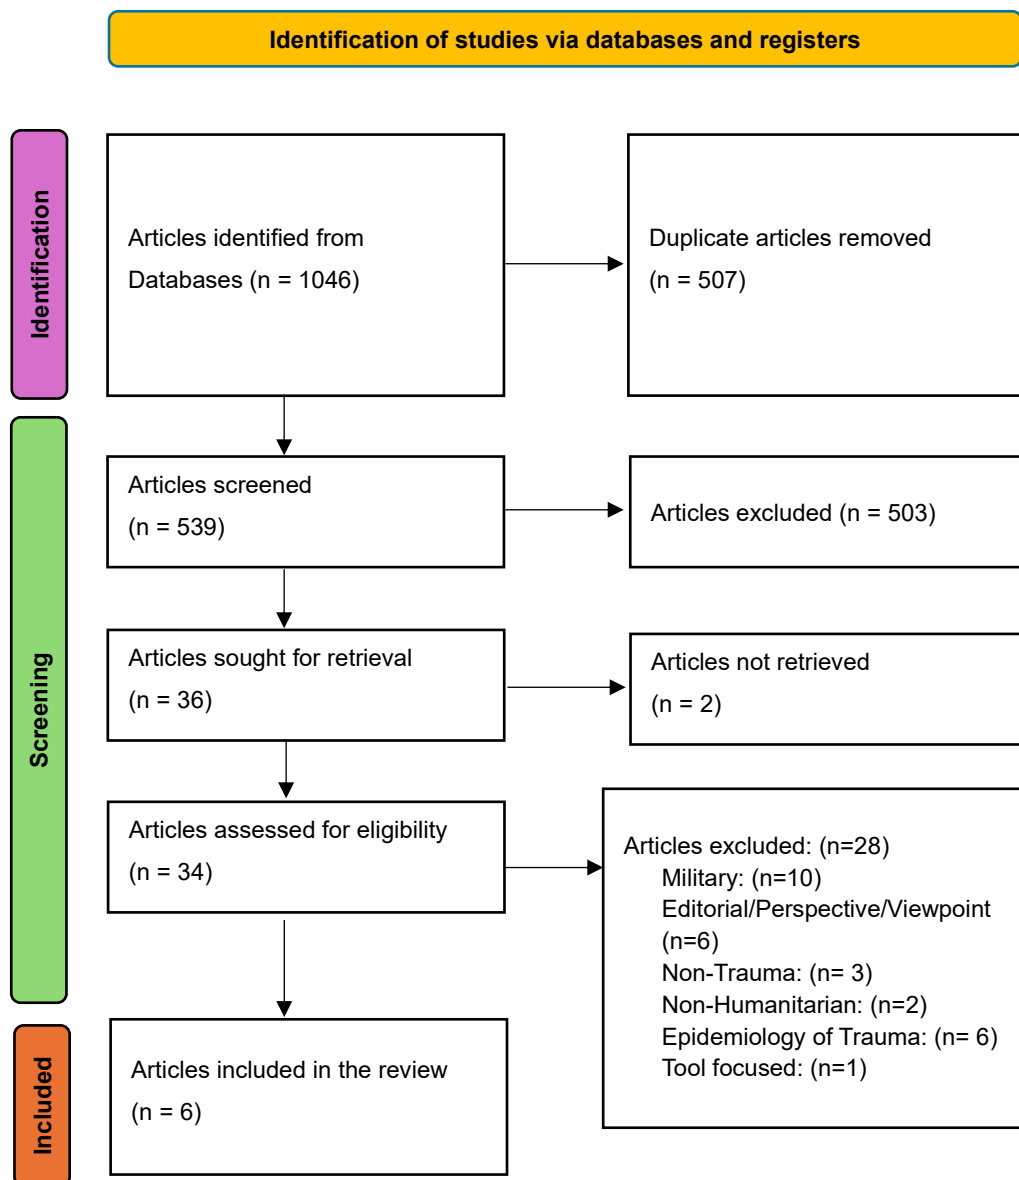 Identification of studies via databases and registers
Identification
Articles identified from
Databases (n = 1046)
Duplicate articles removed
(n = 507)
Screening
Articles screened
(n = 539)
Articles excluded (n = 503)
Articles sought for retrieval
(n = 36)
Articles not retrieved
(n = 2)
Articles assessed for eligibility
(n = 34)
Articles excluded: (n=28)
Military: (n=10)
Editorial/Perspective/Viewpoint
(n=6)
Non-Trauma: (n= 3)
Non-Humanitarian: (n=2)
Epidemiology of Trauma: (n= 6)
Tool focused: (n=1)
Included
Articles included in the review
(n = 6)